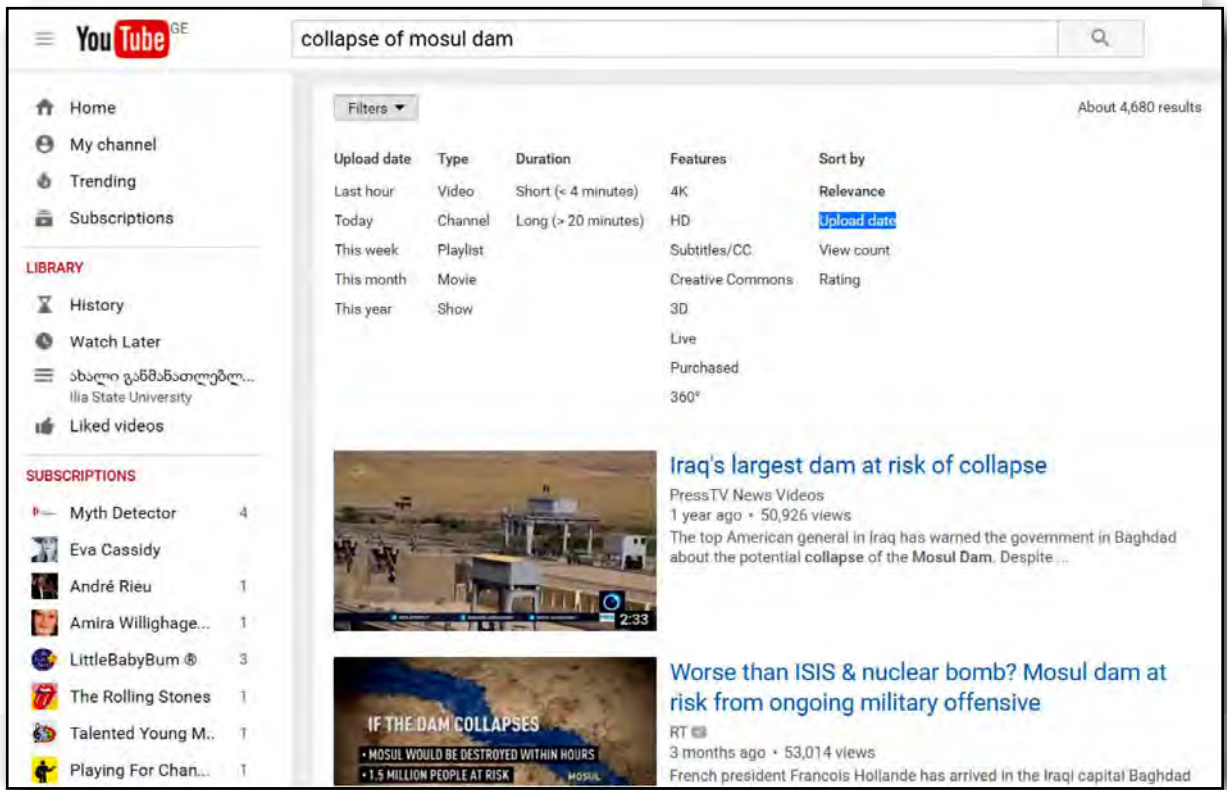 YouTube GE
collapse of mosul dam
Home
My channel
Trending
Subscriptions
LIBRARY
History
Watch Later
ახალი განმანათლებლ...
Ilia State University
Liked videos
SUBSCRIPTIONS
Myth Detector 4
Eva Cassidy
André Rieu 1
Amira Willighage... 1
LittleBabyBum ® 3
The Rolling Stones 1
Talented Young M.. 1
Playing For Chan... 1
Filters
About 4,680 results
Upload date Type Duration Features Sort by
Last hour Video Short (< 4 minutes) 4K Relevance
Today Channel Long (> 20 minutes) HD Upload date
This week Playlist Subtitles/CC View count
This month Movie Creative Commons Rating
This year Show 3D
Live
Purchased
360°
2:33
Iraq's largest dam at risk of collapse
PressTV News Videos
1 year ago • 50,926 views
The top American general in Iraq has warned the government in Baghdad
about the potential collapse of the Mosul Dam. Despite ...
IF THE DAM COLLAPSES
• MOSUL WOULD BE DESTROYED WITHIN HOURS
• 1.5 MILLION PEOPLE AT RISK
MOSUL
Worse than ISIS & nuclear bomb? Mosul dam at
risk from ongoing military offensive
RT
3 months ago • 53,014 views
French president Francois Hollande has arrived in the Iraqi capital Baghdad